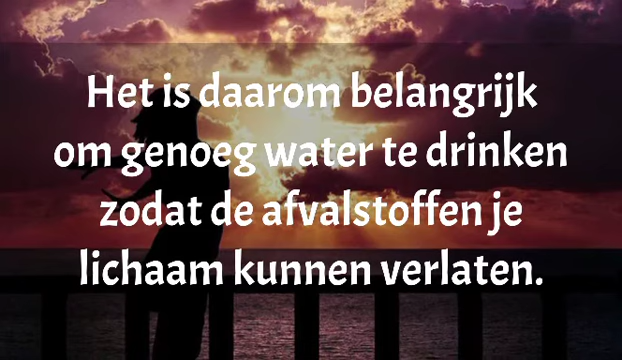 Het is daarom belangrijk
om genoeg water te drinken
zodat de afvalstoffen je
lichaam kunnen verlaten.